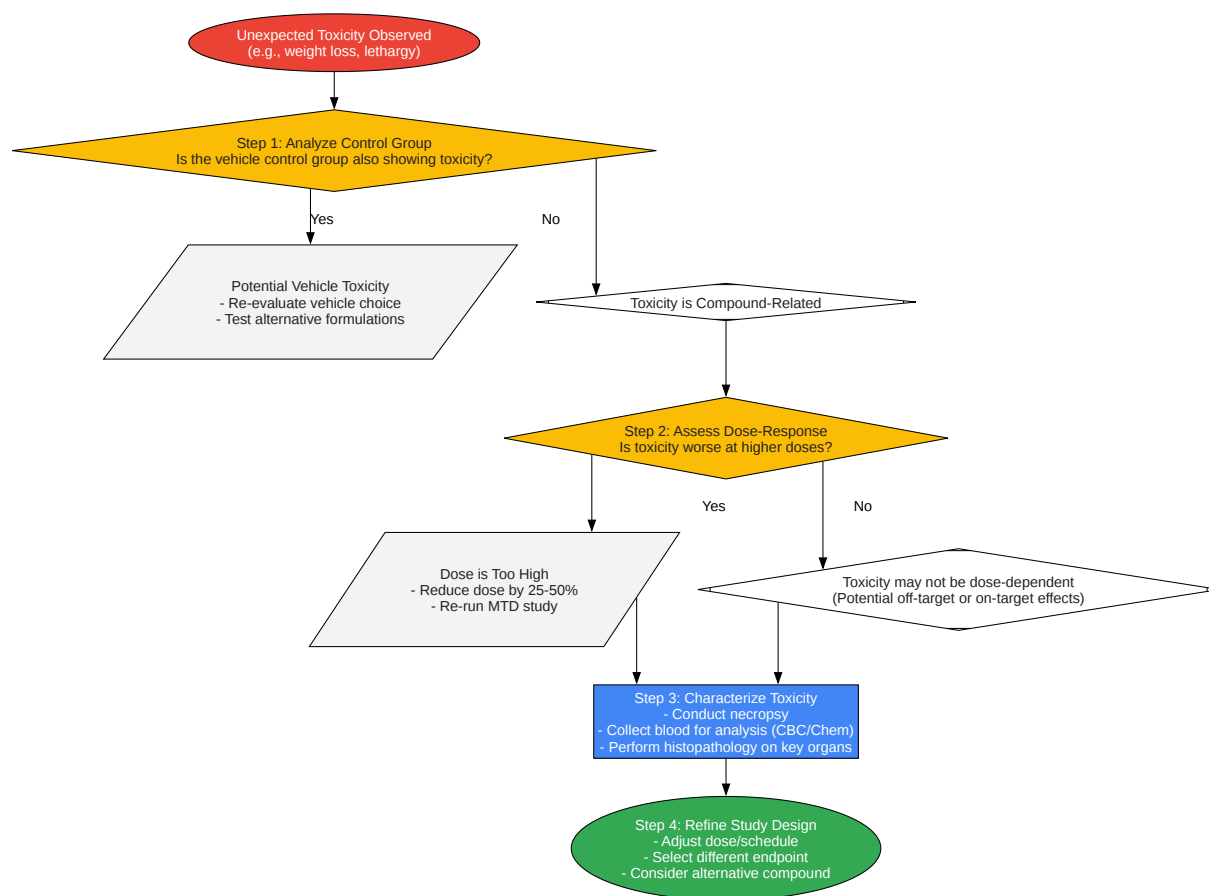 Unexpected Toxicity Observed
(e.g., weight loss, lethargy)
Step 1: Analyze Control Group
Is the vehicle control group also showing toxicity?
Yes
No
Potential Vehicle Toxicity
- Re-evaluate vehicle choice
- Test alternative formulations
Toxicity is Compound-Related
Step 2: Assess Dose-Response
Is toxicity worse at higher doses?
Yes
No
Dose is Too High
- Reduce dose by 25-50%
- Re-run MTD study
Toxicity may not be dose-dependent
(Potential off-target or on-target effects)
Step 3: Characterize Toxicity
- Conduct necropsy
- Collect blood for analysis (CBC/Chem)
- Perform histopathology on key organs
Step 4: Refine Study Design
- Adjust dose/schedule
- Select different endpoint
- Consider alternative compound